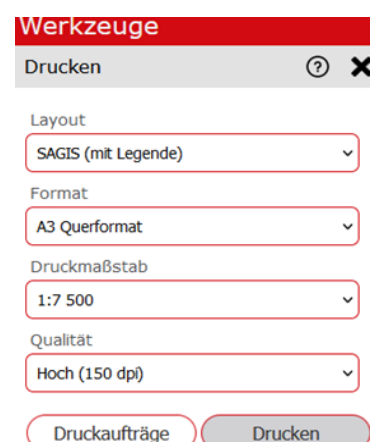 Werkzeuge
Drucken
Layout
SAGIS (mit Legende)
Format
A3 Querformat
Druckmaßstab
1:7 500
Qualität
Hoch (150 dpi)
Druckaufträge Drucken